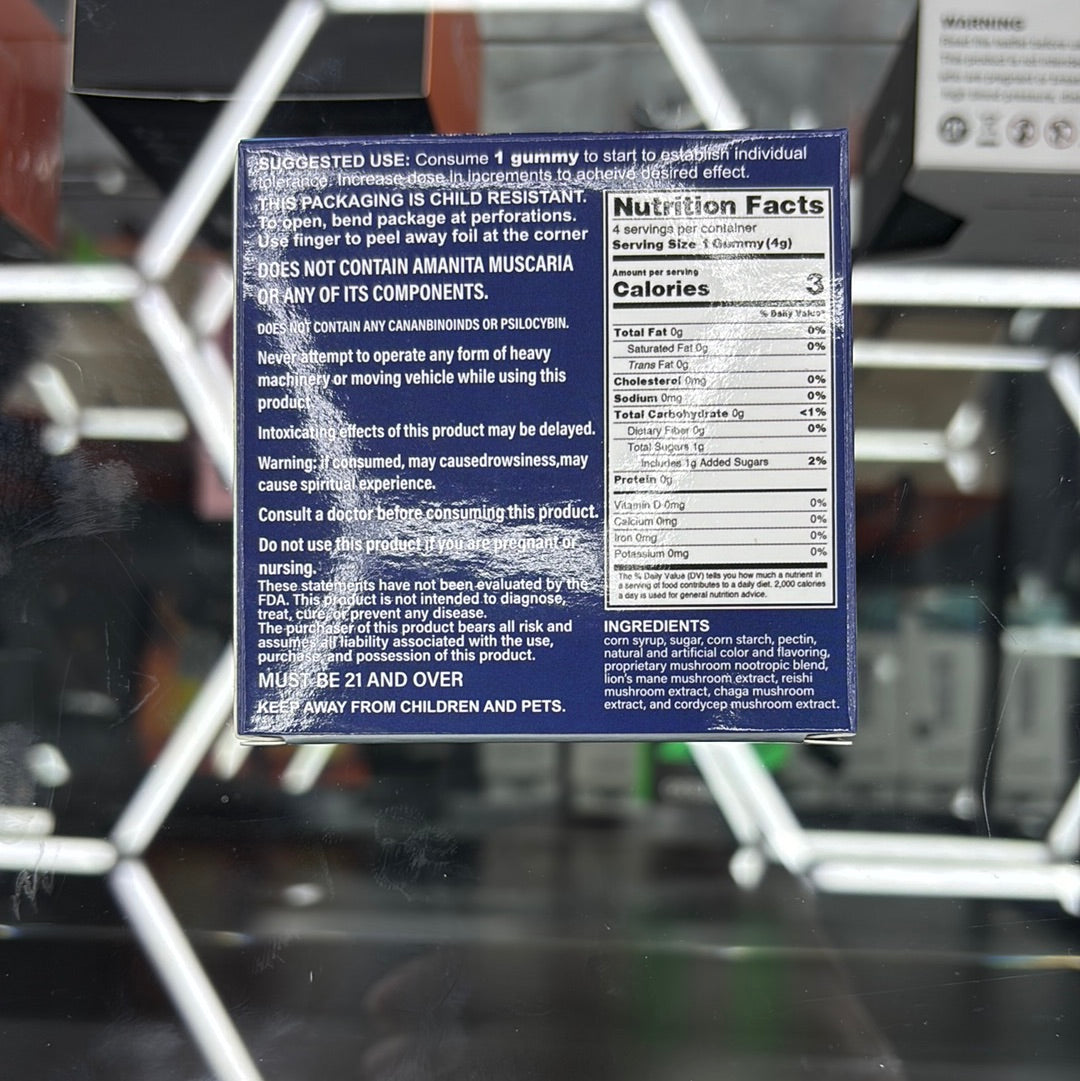 SUGGESTED USE: Consume 1 gummy to start to establish individual
tolerance. Increase dose in increments to acheive desired effect.
THIS PACKAGING IS CHILD RESISTANT.
To open, bend package at perforations.
Use finger to peel away foil at the corner
DOES NOT CONTAIN AMANITA MUSCARIA
OR ANY OF ITS COMPONENTS.
DOES NOT CONTAIN ANY CANANBINOINDS OR PSILOCYBIN.
Never attempt to operate any form of heavy
machinery or moving vehicle while using this
product.
Intoxicating effects of this product may be delayed.
Warning: if consumed, may causedrowsiness,may
cause spiritual experience.
Consult a doctor before consuming this product.
Do not use this product if you are pregnant or
nursing.
These statements have not been evaluated by the
FDA. This product is not intended to diagnose,
treat, cure, or prevent any disease.
The purchaser of this product bears all risk and
assumes all liability associated with the use,
purchase, and possession of this product.
MUST BE 21 AND OVER
KEEP AWAY FROM CHILDREN AND PETS.
Nutrition Facts
4 servings per container
Serving Size 1 Gummy (4g)
Amount per serving
Calories 3
% Daily Value*
Total Fat 0g 0%
Saturated Fat 0g 0%
Trans Fat 0g
Cholesterol 0mg 0%
Sodium 0mg 0%
Total Carbohydrate 0g <1%
Dietary Fiber 0g 0%
Total Sugars 1g
Includes 1g Added Sugars 2%
Protein 0g
Vitamin D 0mg 0%
Calcium 0mg 0%
Iron 0mg 0%
Potassium 0mg 0%
The % Daily Value (DV) tells you how much a nutrient in
a serving of food contributes to a daily diet. 2,000 calories
a day is used for general nutrition advice.
INGREDIENTS
corn syrup, sugar, corn starch, pectin,
natural and artificial color and flavoring,
proprietary mushroom nootropic blend,
lion's mane mushroom extract, reishi
mushroom extract, chaga mushroom
extract, and cordycep mushroom extract.
WARNING